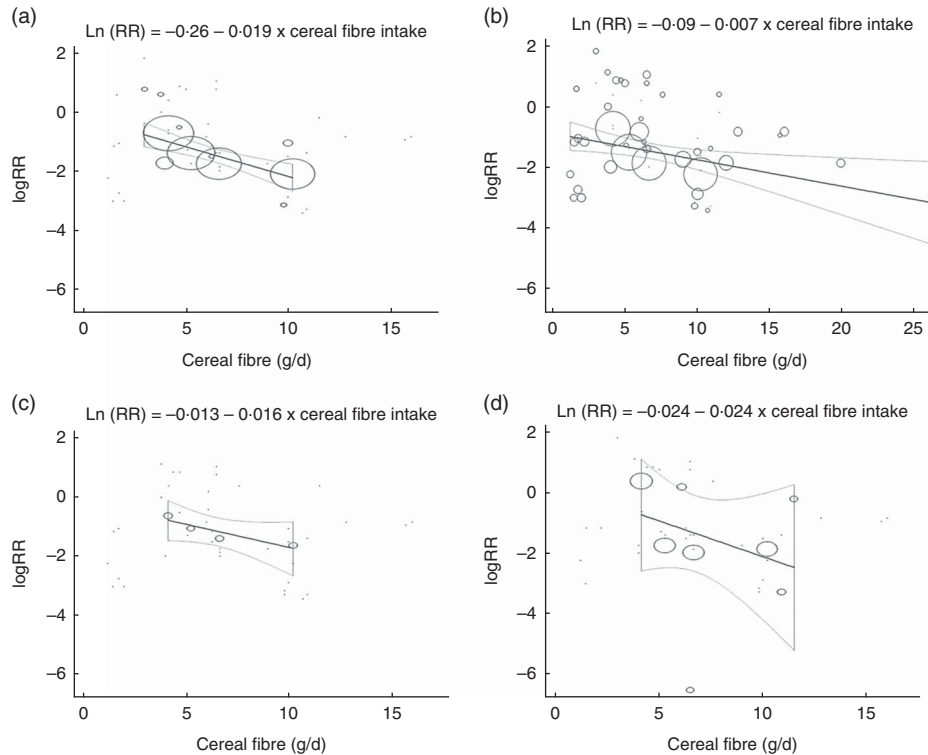 (a)
Ln (RR) = –0·26 – 0·019 x cereal fibre intake
2
0
–2
–4
–6
logRR
0 5 10 15
Cereal fibre (g/d)
(b)
Ln (RR) = –0·09 – 0·007 x cereal fibre intake
2
0
–2
–4
–6
logRR
0 5 10 15 20 25
Cereal fibre (g/d)
(c)
Ln (RR) = –0·013 – 0·016 x cereal fibre intake
2
0
–2
–4
–6
logRR
0 5 10 15
Cereal fibre (g/d)
(d)
Ln (RR) = –0·024 – 0·024 x cereal fibre intake
2
0
–2
–4
–6
logRR
0 5 10 15
Cereal fibre (g/d)